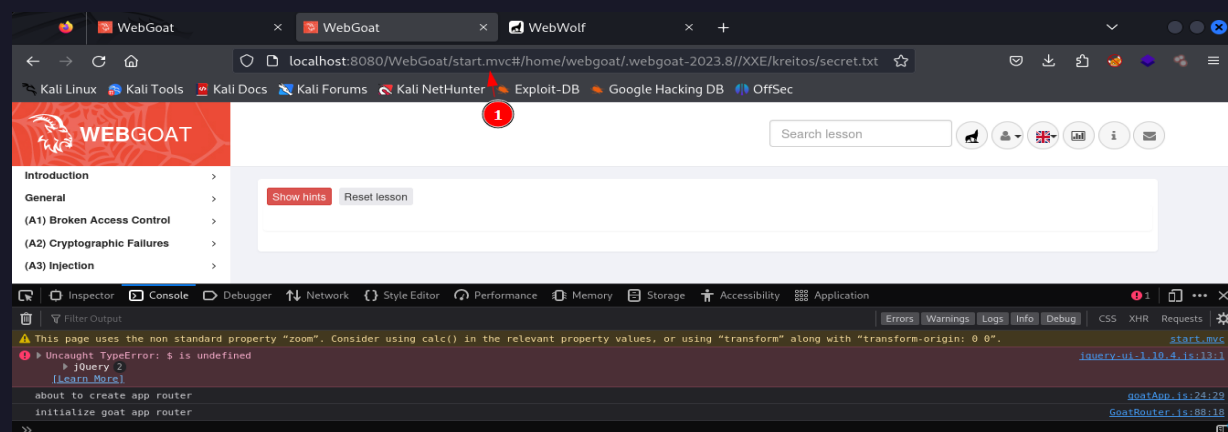 WebGoat × WebGoat × WebWolf × +
localhost:8080/WebGoat/start.mvc#/home/webgoat/.webgoat-2023.8//XXE/kreitos/secret.txt
Kali Linux Kali Tools Kali Docs Kali Forums Kali NetHunter Exploit-DB Google Hacking DB OffSec
1
WEBGOAT
Search lesson
Introduction
General
(A1) Broken Access Control
(A2) Cryptographic Failures
(A3) Injection
Show hints Reset lesson
Inspector Console Debugger Network {} Style Editor Performance Memory Storage Accessibility Application 1
Filter Output Errors Warnings Logs Info Debug CSS XHR Requests
This page uses the non standard property “zoom”. Consider using calc() in the relevant property values, or using “transform” along with “transform-origin: 0 0”. start.mvc
Uncaught TypeError: $ is undefined jquery-ui-1.10.4.js:13:1
jQuery 2
[Learn More]
about to create app router goatApp.js:24:29
initialize goat app router GoatRouter.js:88:18